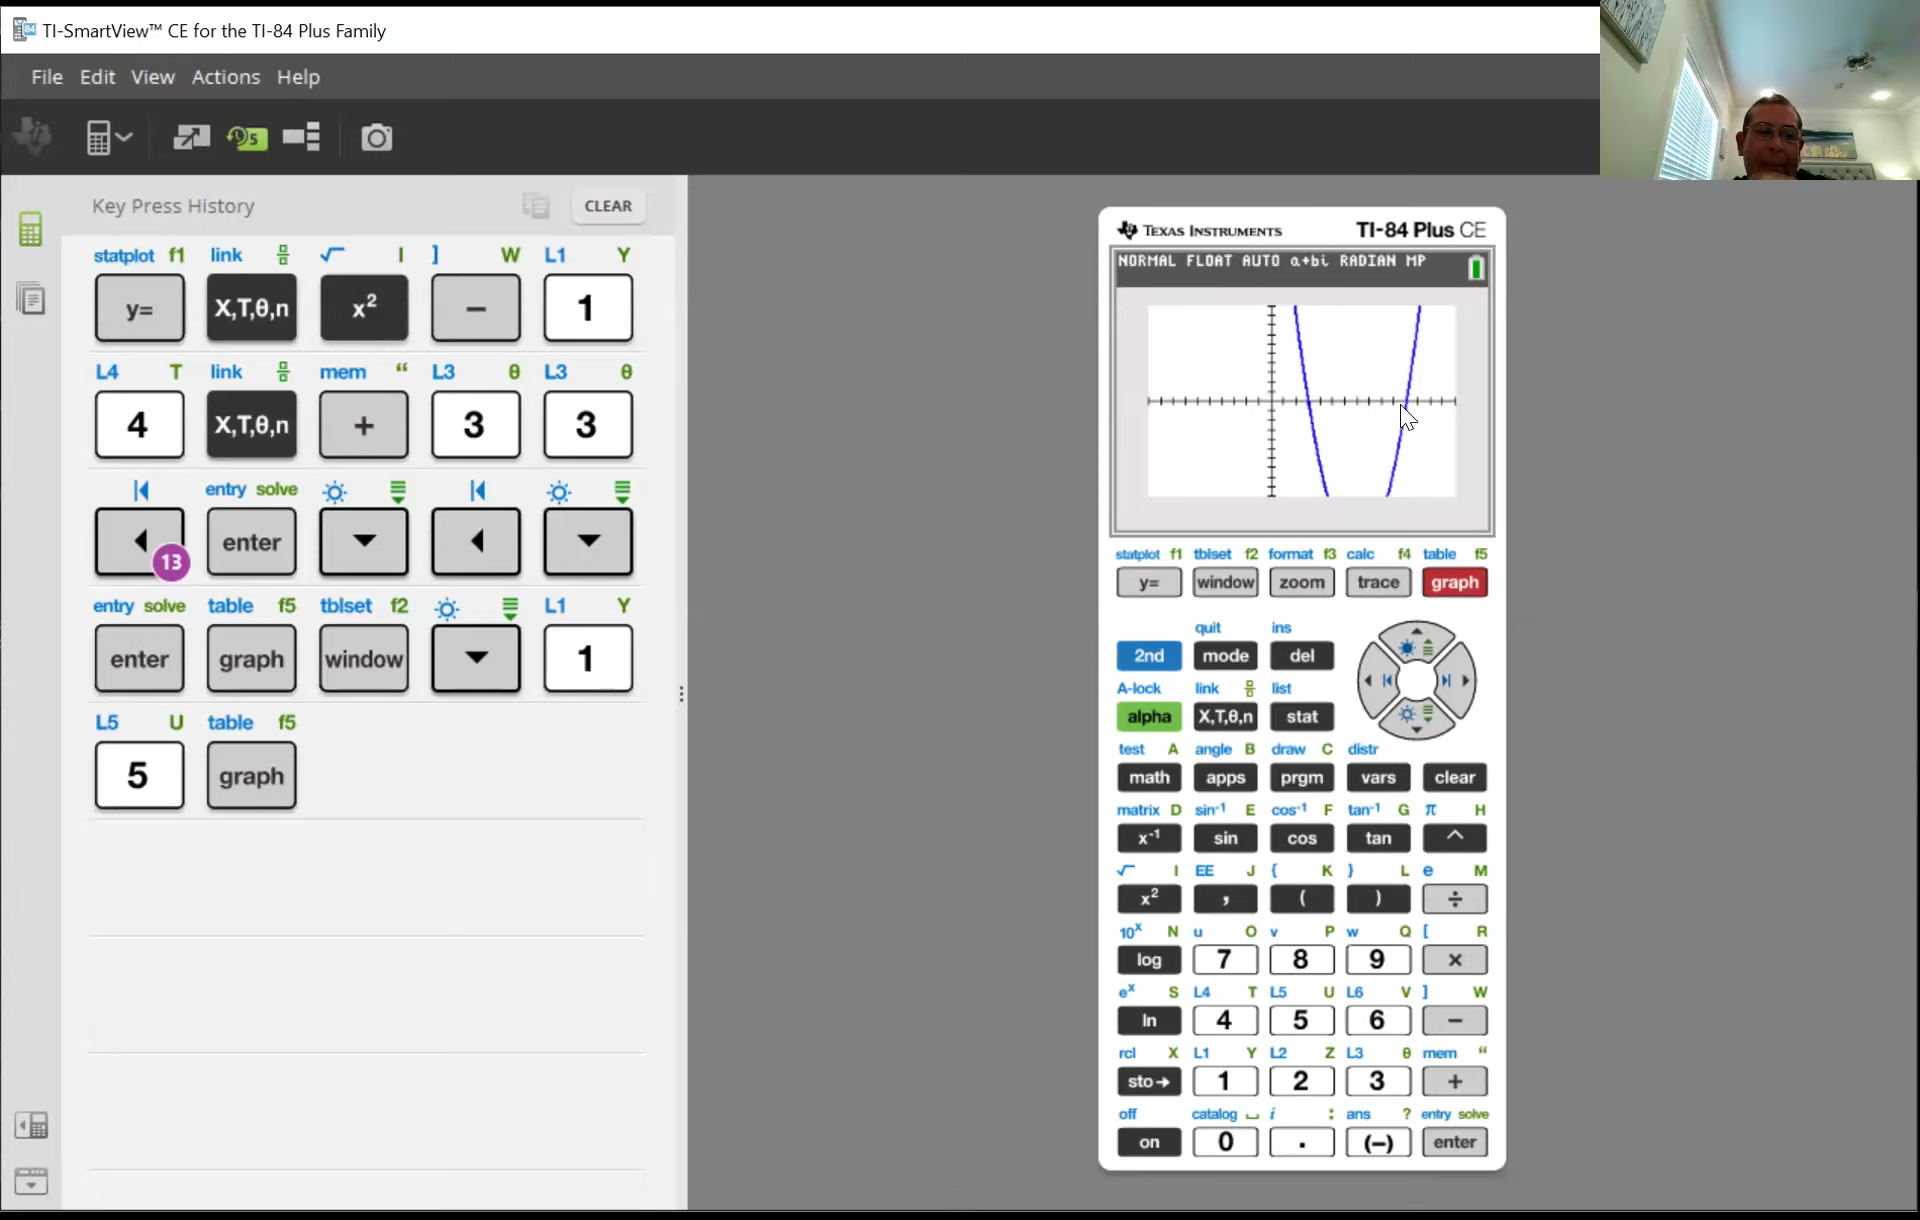 TI-SmartView™ CE for the TI-84 Plus Family
File Edit View Actions Help
5
Key Press History
CLEAR
statplot f1 link √ I ] W L1 Y
y= X,T,θ,n x² − 1
L4 T link mem “ L3 θ L3 θ
4 X,T,θ,n + 3 3
entry solve
13 enter
entry solve table f5 tblset f2 L1 Y
enter graph window 1
L5 U table f5
5 graph
TEXAS INSTRUMENTS TI-84 Plus CE
NORMAL FLOAT AUTO a+bi RADIAN MP
statplot f1 tblset f2 format f3 calc f4 table f5
y= window zoom trace graph
quit ins
2nd mode del
A-lock link list
alpha X,T,θ,n stat
test A angle B draw C distr
math apps prgm vars clear
matrix D sin⁻¹ E cos⁻¹ F tan⁻¹ G π H
x⁻¹ sin cos tan ^
√ I EE J { K } L e M
x² , ( ) ÷
10ˣ N u O v P w Q [ R
log 7 8 9 ×
eˣ S L4 T L5 U L6 V ] W
ln 4 5 6 −
rcl X L1 Y L2 Z L3 θ mem “
sto→ 1 2 3 +
off catalog ⎵ i : ans ? entry solve
on 0 . (−) enter